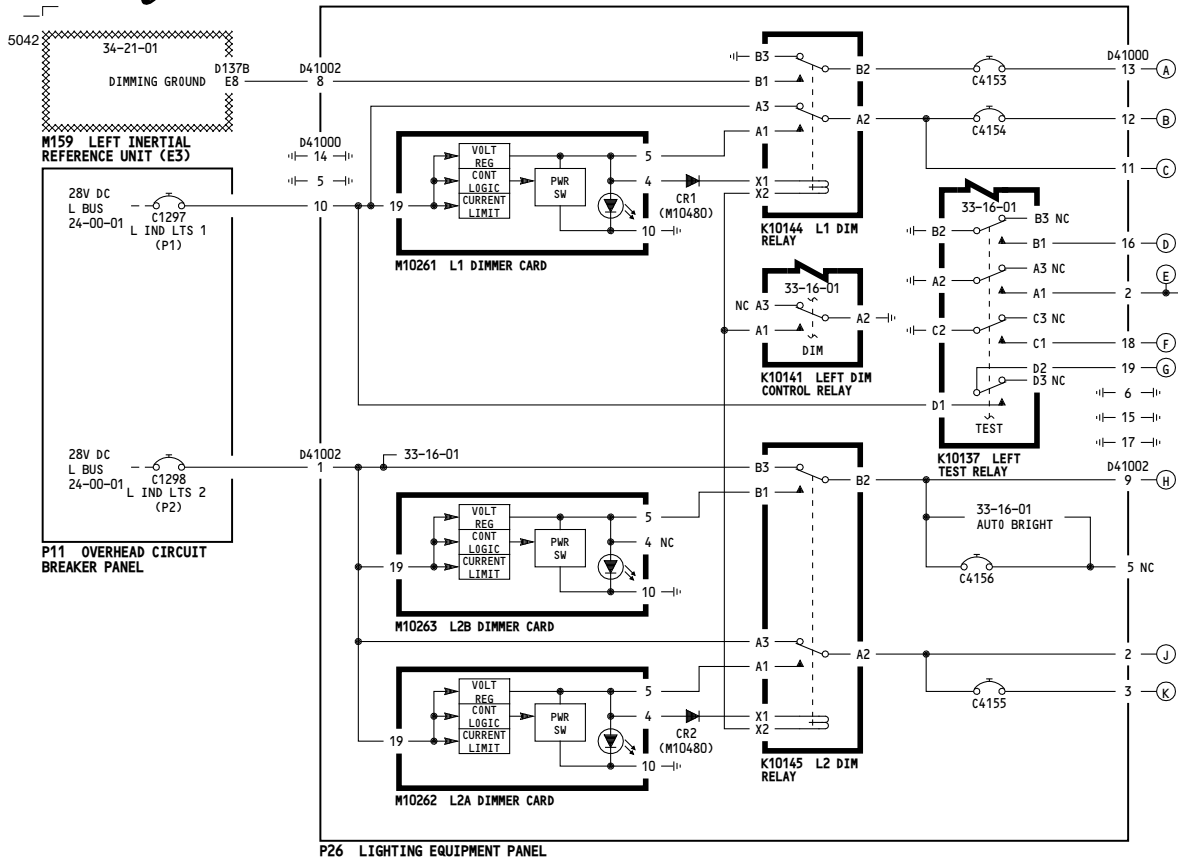 5042
34-21-01
DIMMING GROUND
D137B
E8
M159 LEFT INERTIAL
REFERENCE UNIT (E3)
28V DC
L BUS
24-00-01
C1297
L IND LTS 1
(P1)
28V DC
L BUS
24-00-01
C1298
L IND LTS 2
(P2)
P11 OVERHEAD CIRCUIT
BREAKER PANEL
D41002
8
D41000
14
5
10
D41002
1
33-16-01
19
VOLT
REG
CONT
LOGIC
CURRENT
LIMIT
PWR
SW
5
4
10
CR1
(M10480)
M10261 L1 DIMMER CARD
19
VOLT
REG
CONT
LOGIC
CURRENT
LIMIT
PWR
SW
5
4 NC
10
M10263 L2B DIMMER CARD
19
VOLT
REG
CONT
LOGIC
CURRENT
LIMIT
PWR
SW
5
4
10
CR2
(M10480)
M10262 L2A DIMMER CARD
B3
B1
B2
A3
A1
A2
X1
X2
K10144 L1 DIM
RELAY
33-16-01
NC A3
A1
A2
DIM
K10141 LEFT DIM
CONTROL RELAY
B3
B1
B2
A3
A1
A2
X1
X2
K10145 L2 DIM
RELAY
C4153
C4154
33-16-01
B2
B3 NC
B1
A2
A3 NC
A1
C2
C3 NC
C1
D2
D3 NC
D1
TEST
K10137 LEFT
TEST RELAY
33-16-01
AUTO BRIGHT
C4156
C4155
D41000
13 A
12 B
11 C
16 D
E
2
18 F
19 G
6
15
17
D41002
9 H
5 NC
2 J
3 K
P26 LIGHTING EQUIPMENT PANEL